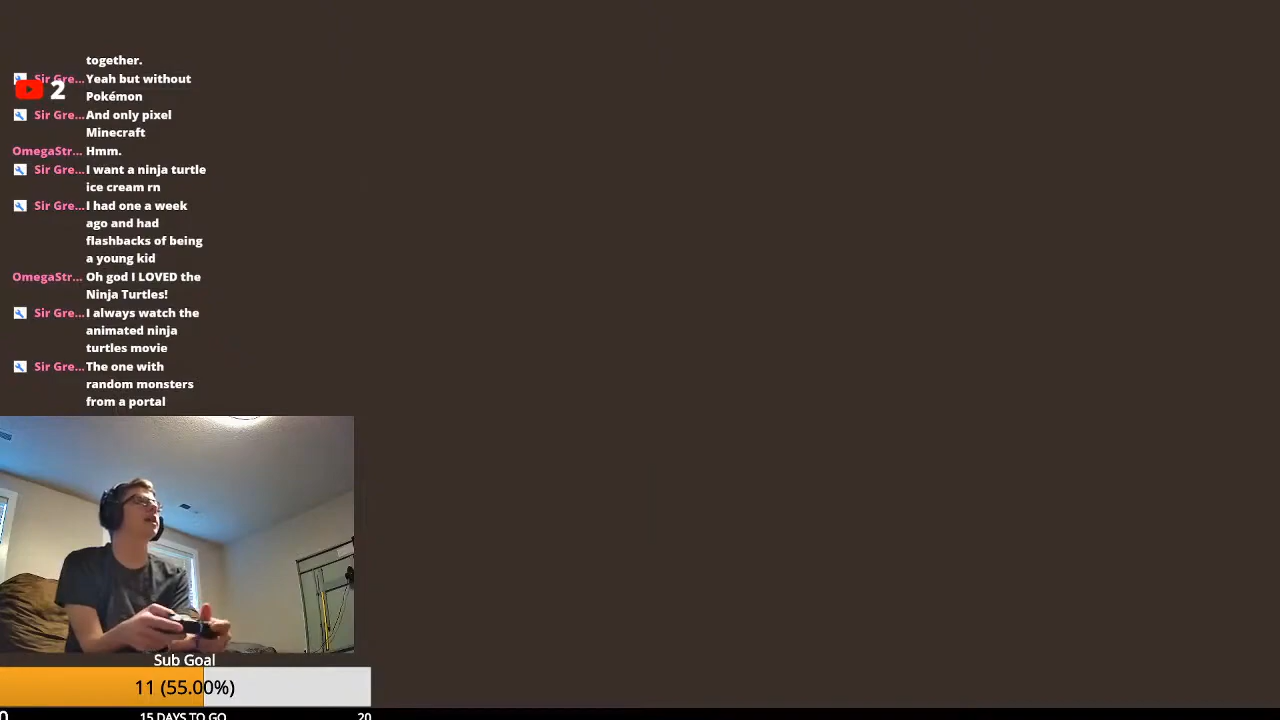 together.
Sir Gre... Yeah but without
Pokémon
2
Sir Gre... And only pixel
Minecraft
OmegaStr... Hmm.
Sir Gre... I want a ninja turtle
ice cream rn
Sir Gre... I had one a week
ago and had
flashbacks of being
a young kid
OmegaStr... Oh god I LOVED the
Ninja Turtles!
Sir Gre... I always watch the
animated ninja
turtles movie
Sir Gre... The one with
random monsters
from a portal
Sub Goal
11 (55.00%)
0 15 DAYS TO GO 20